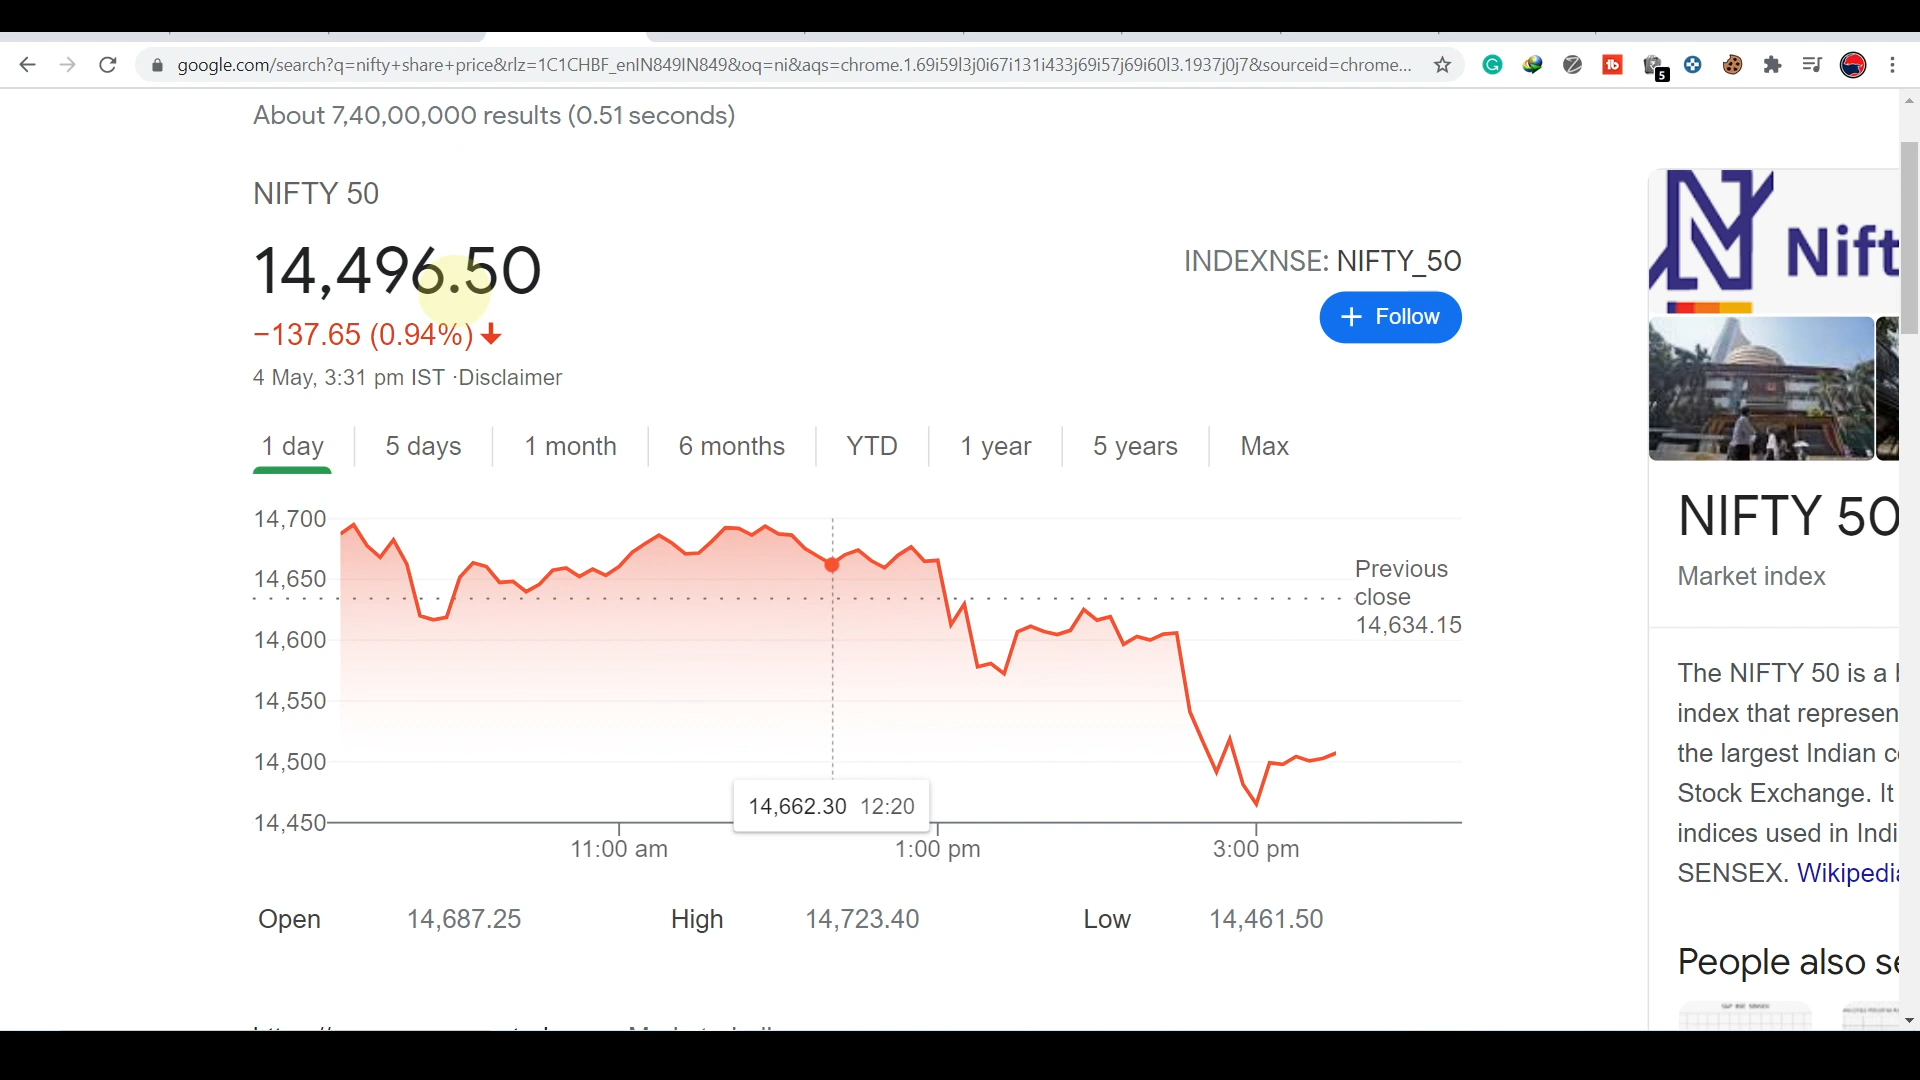 google.com/search?q=nifty+share+price&rlz=1C1CHBF_enIN849IN849&oq=ni&aqs=chrome.1.69i59l3j0i67i131i433j69i57j69i60l3.1937j0j7&sourceid=chrome...
5
About 7,40,00,000 results (0.51 seconds)
NIFTY 50
14,496.50
−137.65 (0.94%)
4 May, 3:31 pm IST ·Disclaimer
INDEXNSE: NIFTY_50
+ Follow
1 day 5 days 1 month 6 months YTD 1 year 5 years Max
14,700
14,650
14,600
14,550
14,500
14,450
Previous
close
14,634.15
14,662.30 12:20
11:00 am 1:00 pm 3:00 pm
Open 14,687.25 High 14,723.40 Low 14,461.50
Nift
NIFTY 50
Market index
The NIFTY 50 is a
index that represen
the largest Indian c
Stock Exchange. It
indices used in Indi
SENSEX. Wikipedia
People also se